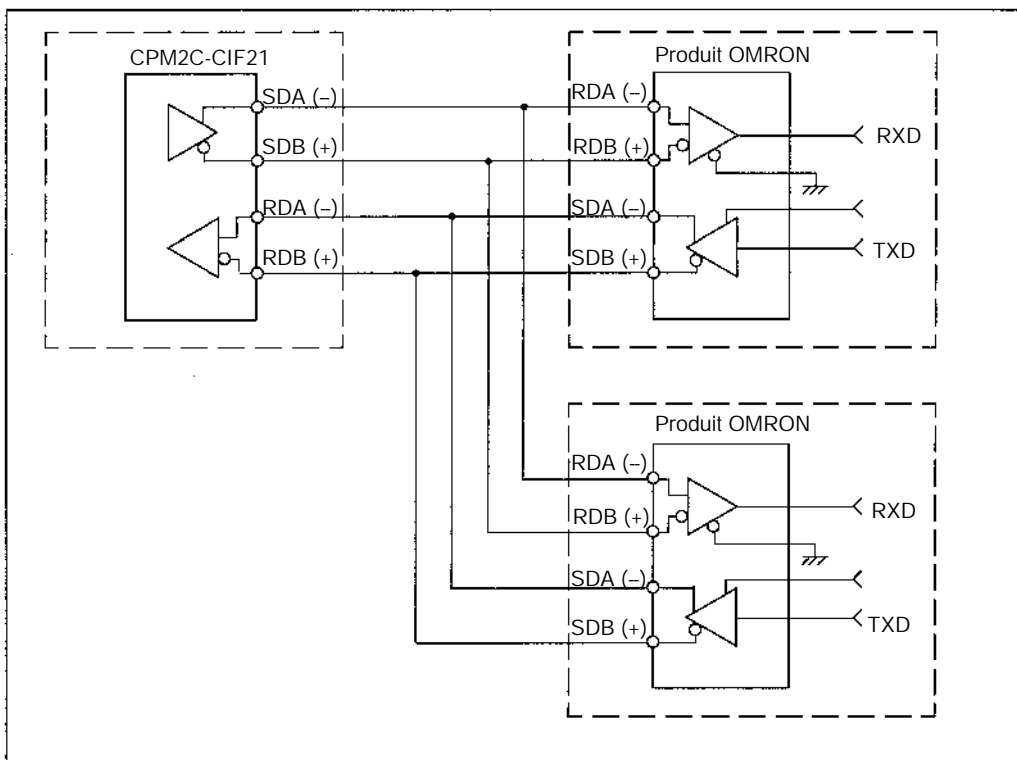 CPM2C-CIF21
SDA (–)
SDB (+)
RDA (–)
RDB (+)
Produit OMRON
RDA (–)
RDB (+)
SDA (–)
SDB (+)
RXD
TXD
Produit OMRON
RDA (–)
RDB (+)
SDA (–)
SDB (+)
RXD
TXD